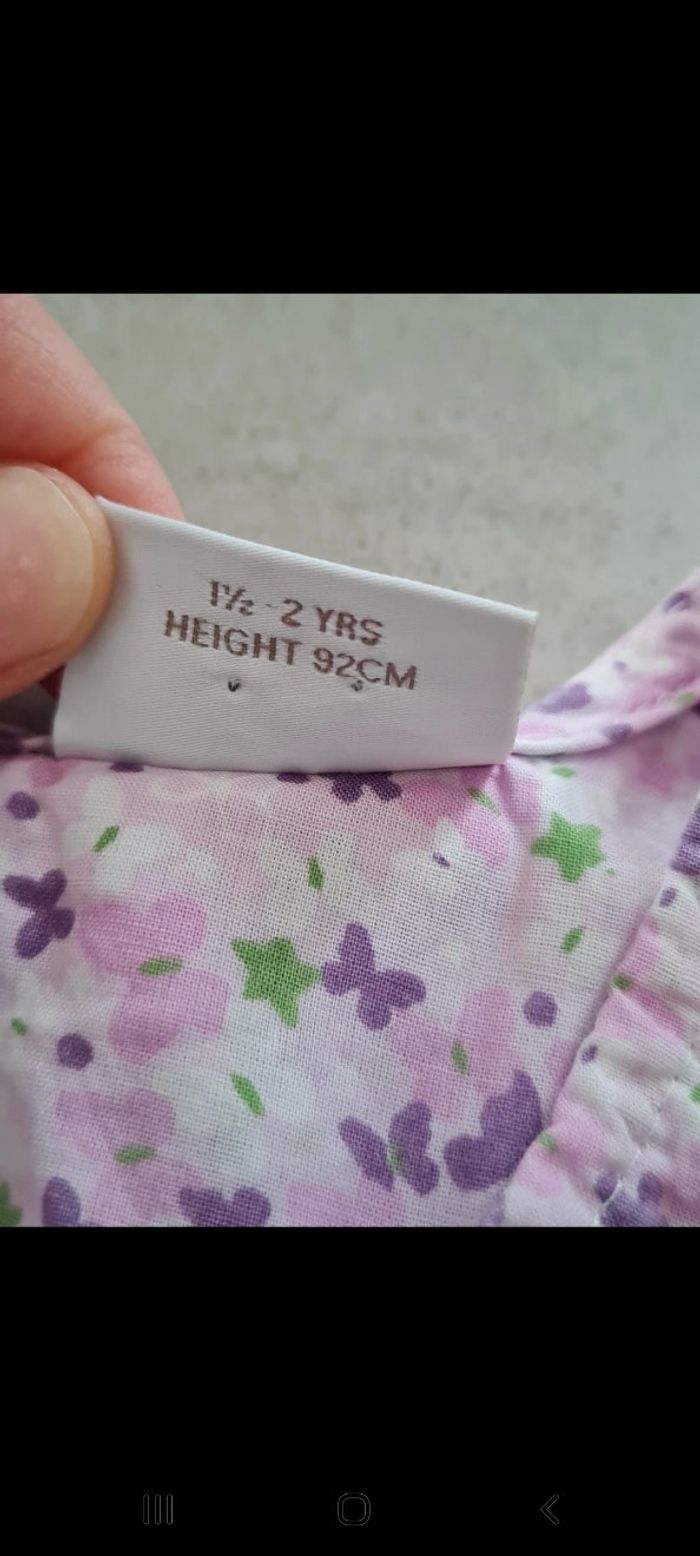 1½ - 2 YRS
HEIGHT 92CM